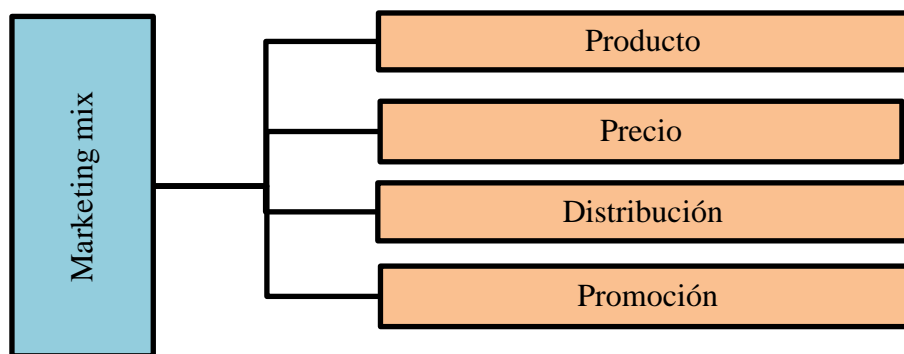 Marketing mix
Producto
Precio
Distribución
Promoción